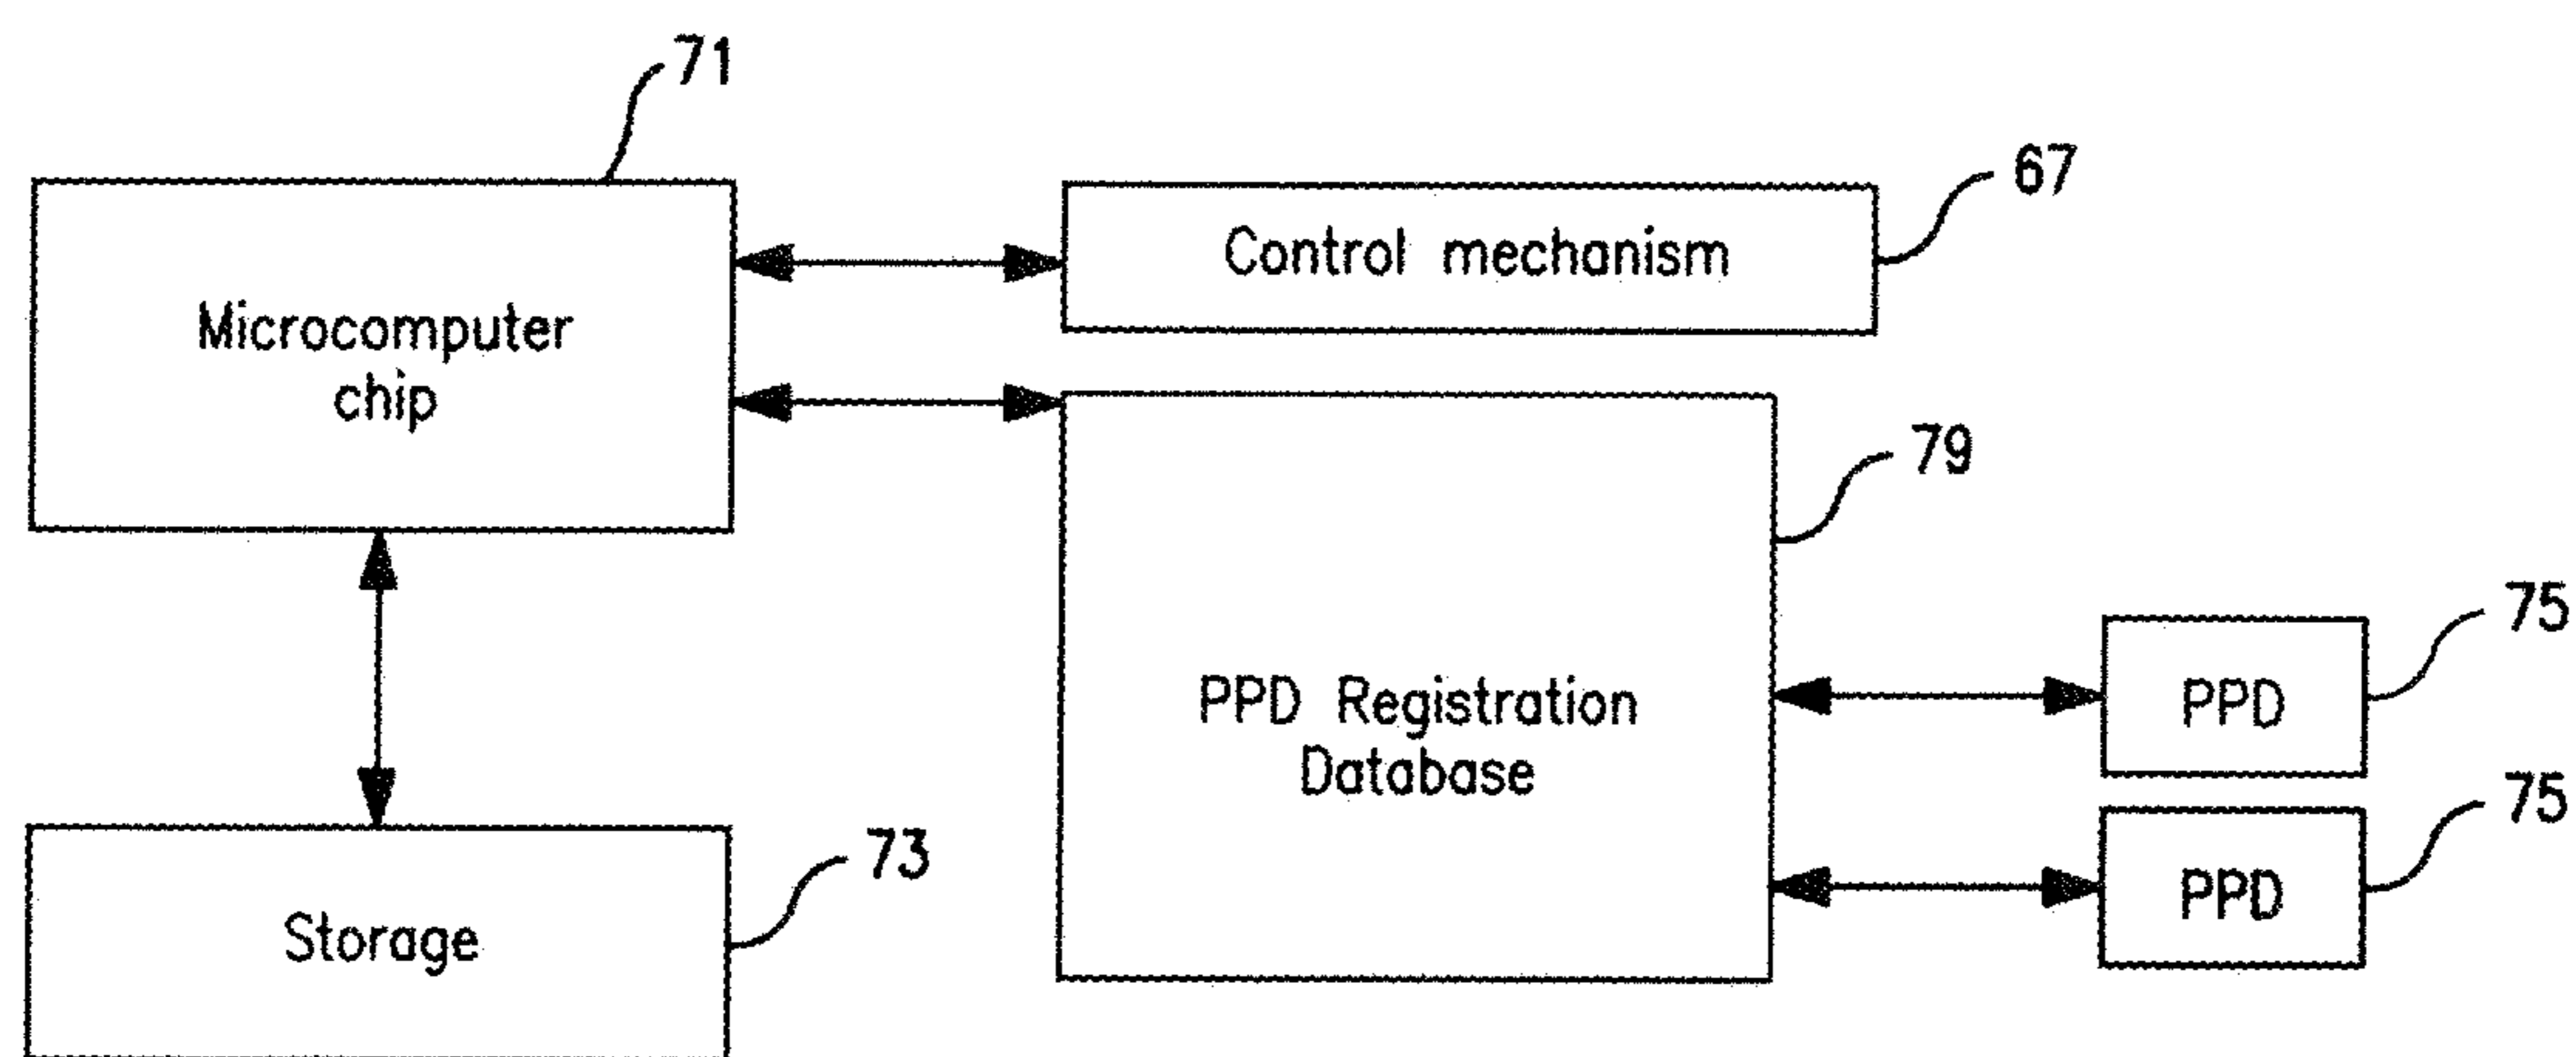 71
67
Control mechanism
Microcomputer
chip
79
75
PPD Registration
Database
PPD
75
73
PPD
Storage